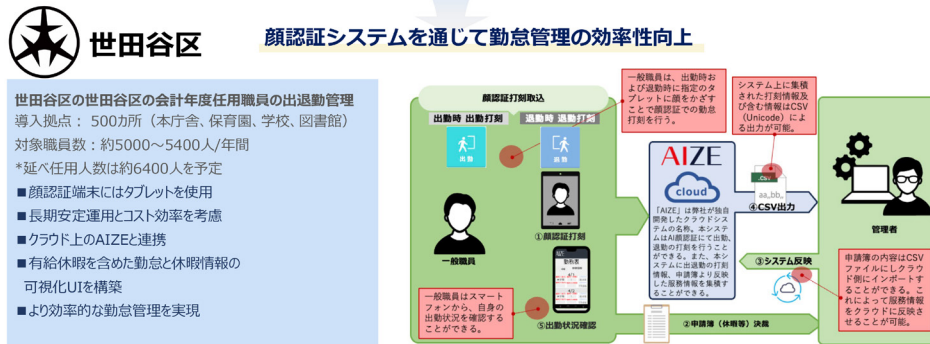 世田谷区
顔認証システムを通じて勤怠管理の効率性向上
世田谷区の世田谷区の会計年度任用職員の出退勤管理
導入拠点： 500カ所（本庁舎、保育園、学校、図書館）
対象職員数：約5000～5400人/年間
*延べ任用人数は約6400人を予定
■顔認証端末にはタブレットを使用
■長期安定運用とコスト効率を考慮
■クラウド上のAIZEと連携
■有給休暇を含めた勤怠と休暇情報の
可視化UIを構築
■より効率的な勤怠管理を実現
顔認証打刻取込
出勤時 出勤打刻
退勤時 退勤打刻
出勤
退勤
一般職員
①顔認証打刻
勤務表
⑤出勤状況確認
一般職員は、出勤時お
よび退勤時に指定のタ
ブレットに顔をかざす
ことで顔認証での勤怠
打刻を行う。
一般職員はスマート
フォンから、自身の
出勤状況を確認する
ことができる。
AIZE
cloud
「AIZE」は弊社が独自
開発したクラウドシス
テムの名称。本システ
ムはAI顔認証にて出勤、
退勤の打刻を行うこと
ができる。また、本シ
ステムに出退勤の打刻
情報、申請簿より反映
した服務情報を集積す
ることができる。
システム上に集積
された打刻情報及
び含む情報はCSV
（Unicode）によ
る出力が可能。
.CSV
aa,bb,
④CSV出力
管理者
③システム反映
申請簿の内容はCSV
ファイルにしクラウ
ド側にインポートす
ることができる。こ
れによって服務情報
をクラウドに反映さ
せることが可能。
②申請簿（休暇等）決裁